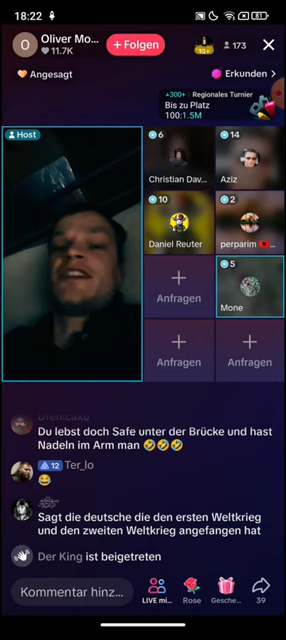 18:22
81
Oliver Mo...
11.7K
+ Folgen
10+
173
Angesagt
Erkunden
+300+ Regionales Turnier
Bis zu Platz
100:1.5M
Host
6
Christian Dav...
14
Aziz
10
Daniel Reuter
2
perparim
Anfragen
5
Mone
Anfragen
Anfragen
Du lebst doch Safe unter der Brücke und hast
Nadeln im Arm man 🤣🤣🤣
12 Ter_lo
😂
Sagt die deutsche die den ersten Weltkrieg
und den zweiten Weltkrieg angefangen hat
Der King ist beigetreten
Kommentar hinz...
LIVE mi...
Rose
Gesche...
39